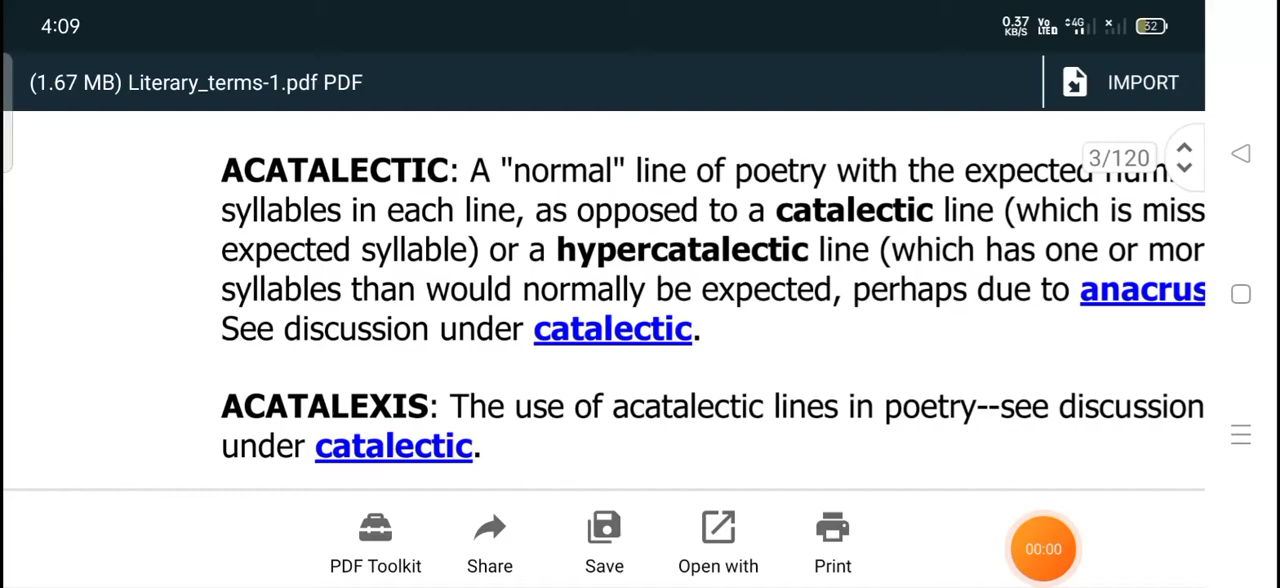 4:09
0.37 KB/S Vo LTED 4G 32
(1.67 MB) Literary_terms-1.pdf PDF
IMPORT
3/120
ACATALECTIC: A "normal" line of poetry with the expected
syllables in each line, as opposed to a catalectic line (which is miss
expected syllable) or a hypercatalectic line (which has one or mor
syllables than would normally be expected, perhaps due to anacrus
See discussion under catalectic.
ACATALEXIS: The use of acatalectic lines in poetry--see discussion
under catalectic.
PDF Toolkit Share Save Open with Print
00:00